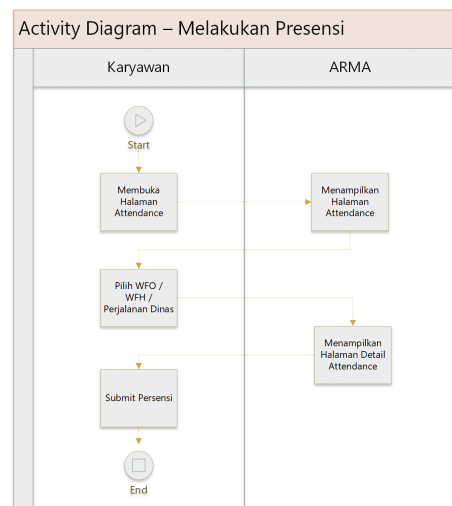 Activity Diagram – Melakukan Presensi
Karyawan
ARMA
Start
Membuka
Halaman
Attendance
Menampilkan
Halaman
Attendance
Pilih WFO /
WFH /
Perjalanan Dinas
Menampilkan
Halaman Detail
Attendance
Submit Persensi
End